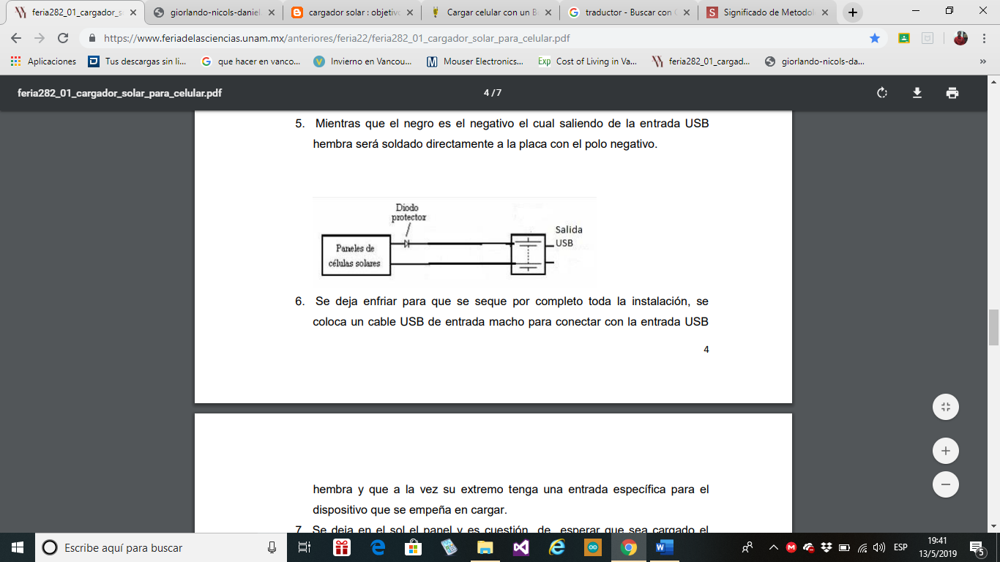 feria282_01_cargador_s
giorlando-nicols-daniel
cargador solar : objetiv
Cargar celular con un B
traductor - Buscar con G
Significado de Metodol
https://www.feriadelasciencias.unam.mx/anteriores/feria22/feria282_01_cargador_solar_para_celular.pdf
Aplicaciones
Tus descargas sin li...
que hacer en vanco...
Invierno en Vancou...
Mouser Electronics...
Exp
Cost of Living in Va...
feria282_01_cargad...
giorlando-nicols-da...
»
feria282_01_cargador_solar_para_celular.pdf
4 / 7
5. Mientras que el negro es el negativo el cual saliendo de la entrada USB
hembra será soldado directamente a la placa con el polo negativo.
Diodo
protector
Salida
USB
Paneles de
células solares
6. Se deja enfriar para que se seque por completo toda la instalación, se
coloca un cable USB de entrada macho para conectar con la entrada USB
4
hembra y que a la vez su extremo tenga una entrada específica para el
dispositivo que se empeña en cargar.
7. Se deja en el sol el panel y es cuestión de esperar que sea cargado el
Escribe aquí para buscar
ESP
19:41
13/5/2019
5